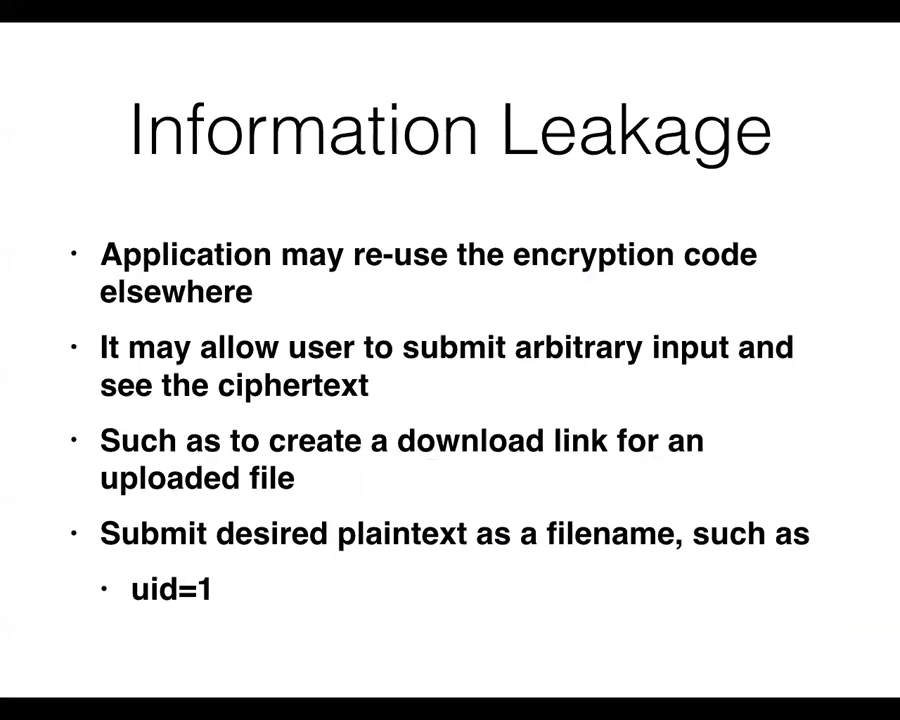 Information Leakage
• Application may re-use the encryption code
elsewhere
• It may allow user to submit arbitrary input and
see the ciphertext
• Such as to create a download link for an
uploaded file
• Submit desired plaintext as a filename, such as
• uid=1